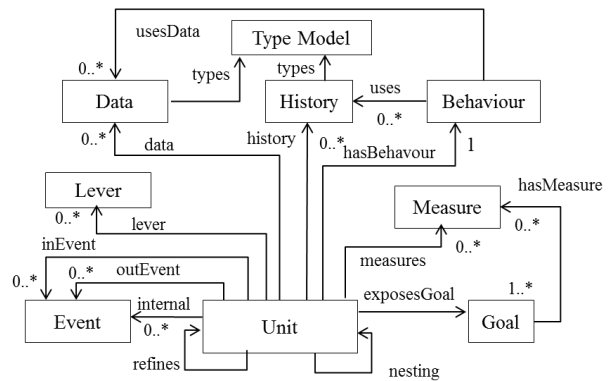 usesData
Type Model
0..*
types
types
uses
Data
History
Behaviour
0..*
0..*
history
0..*
1
data
hasBehavour
Lever
hasMeasure
0..*
lever
Measure
0..*
inEvent
0..*
measures
0..*
0..*
outEvent
exposesGoal
1..*
internal
Event
0..*
Unit
Goal
refines
nesting